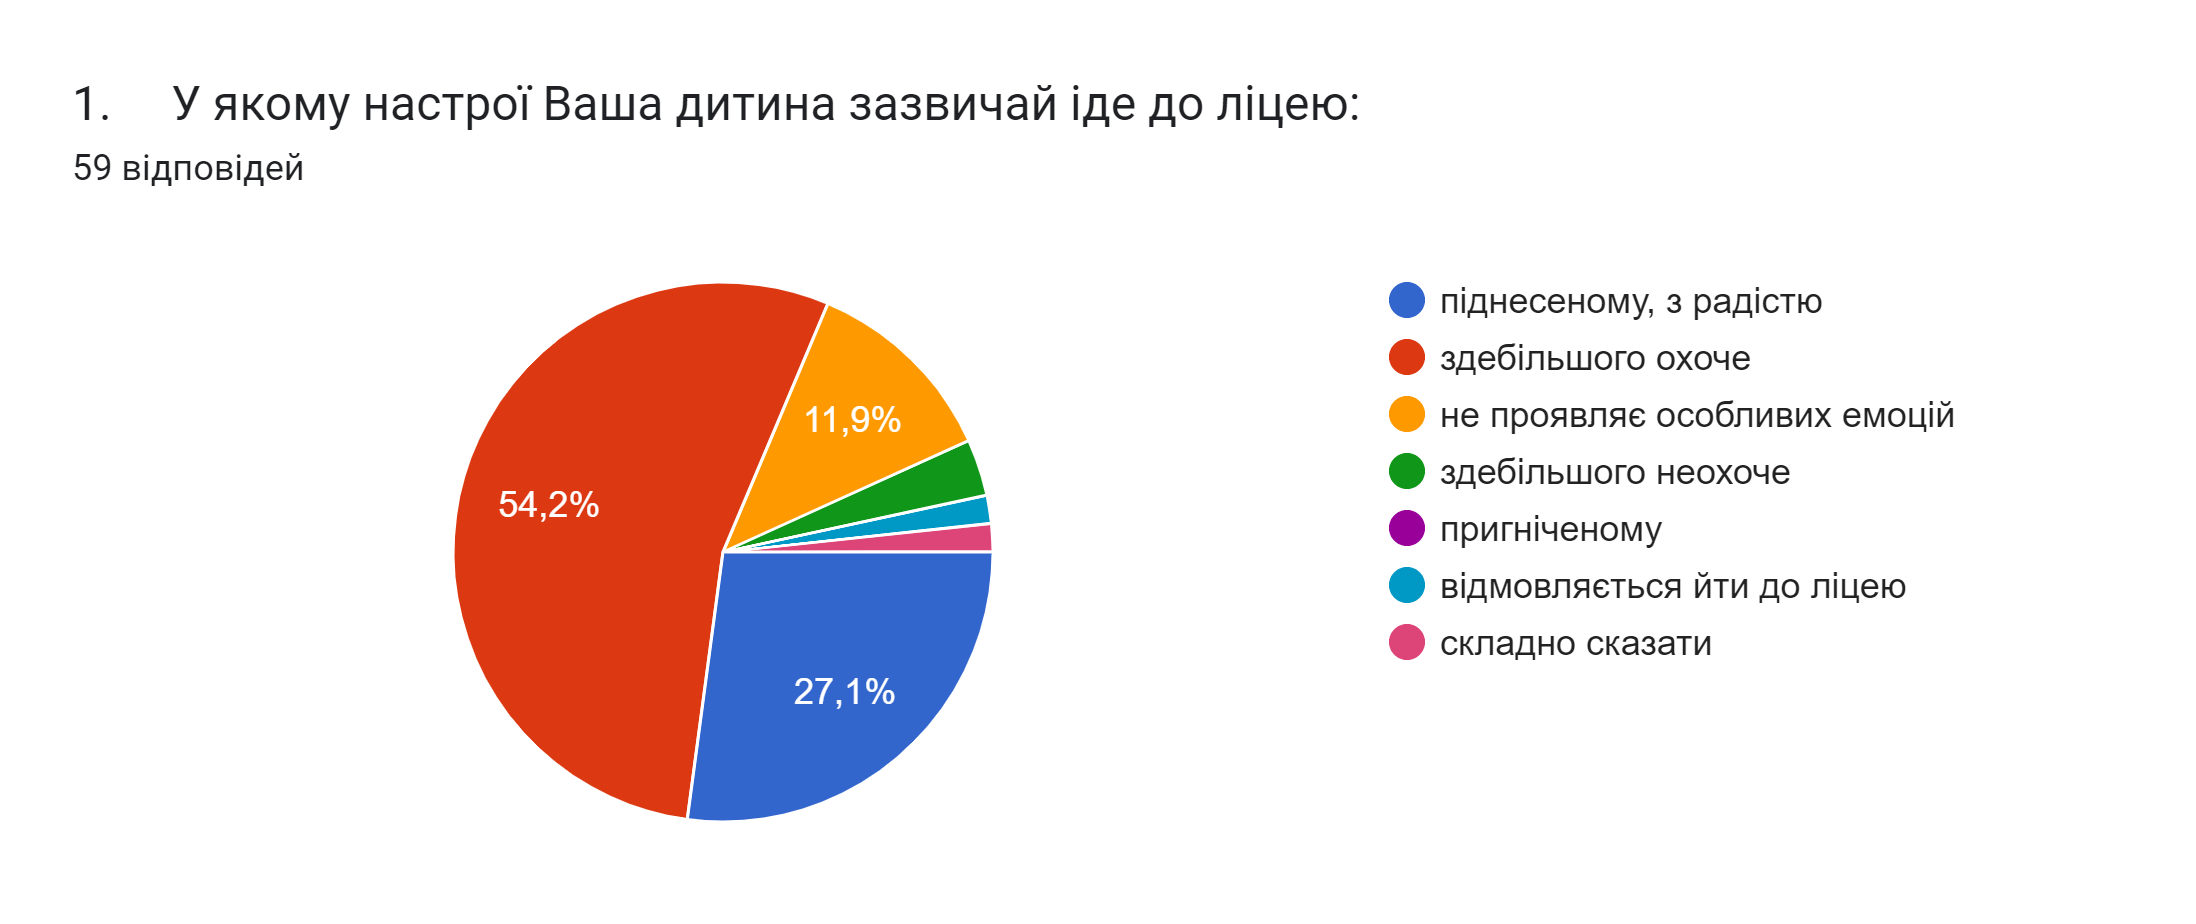 1. У якому настрої Ваша дитина зазвичай іде до ліцею:
59 відповідей
піднесеному, з радістю
здебільшого охоче
не проявляє особливих емоцій
здебільшого неохоче
пригніченому
відмовляється йти до ліцею
складно сказати
11,9%
54,2%
27,1%